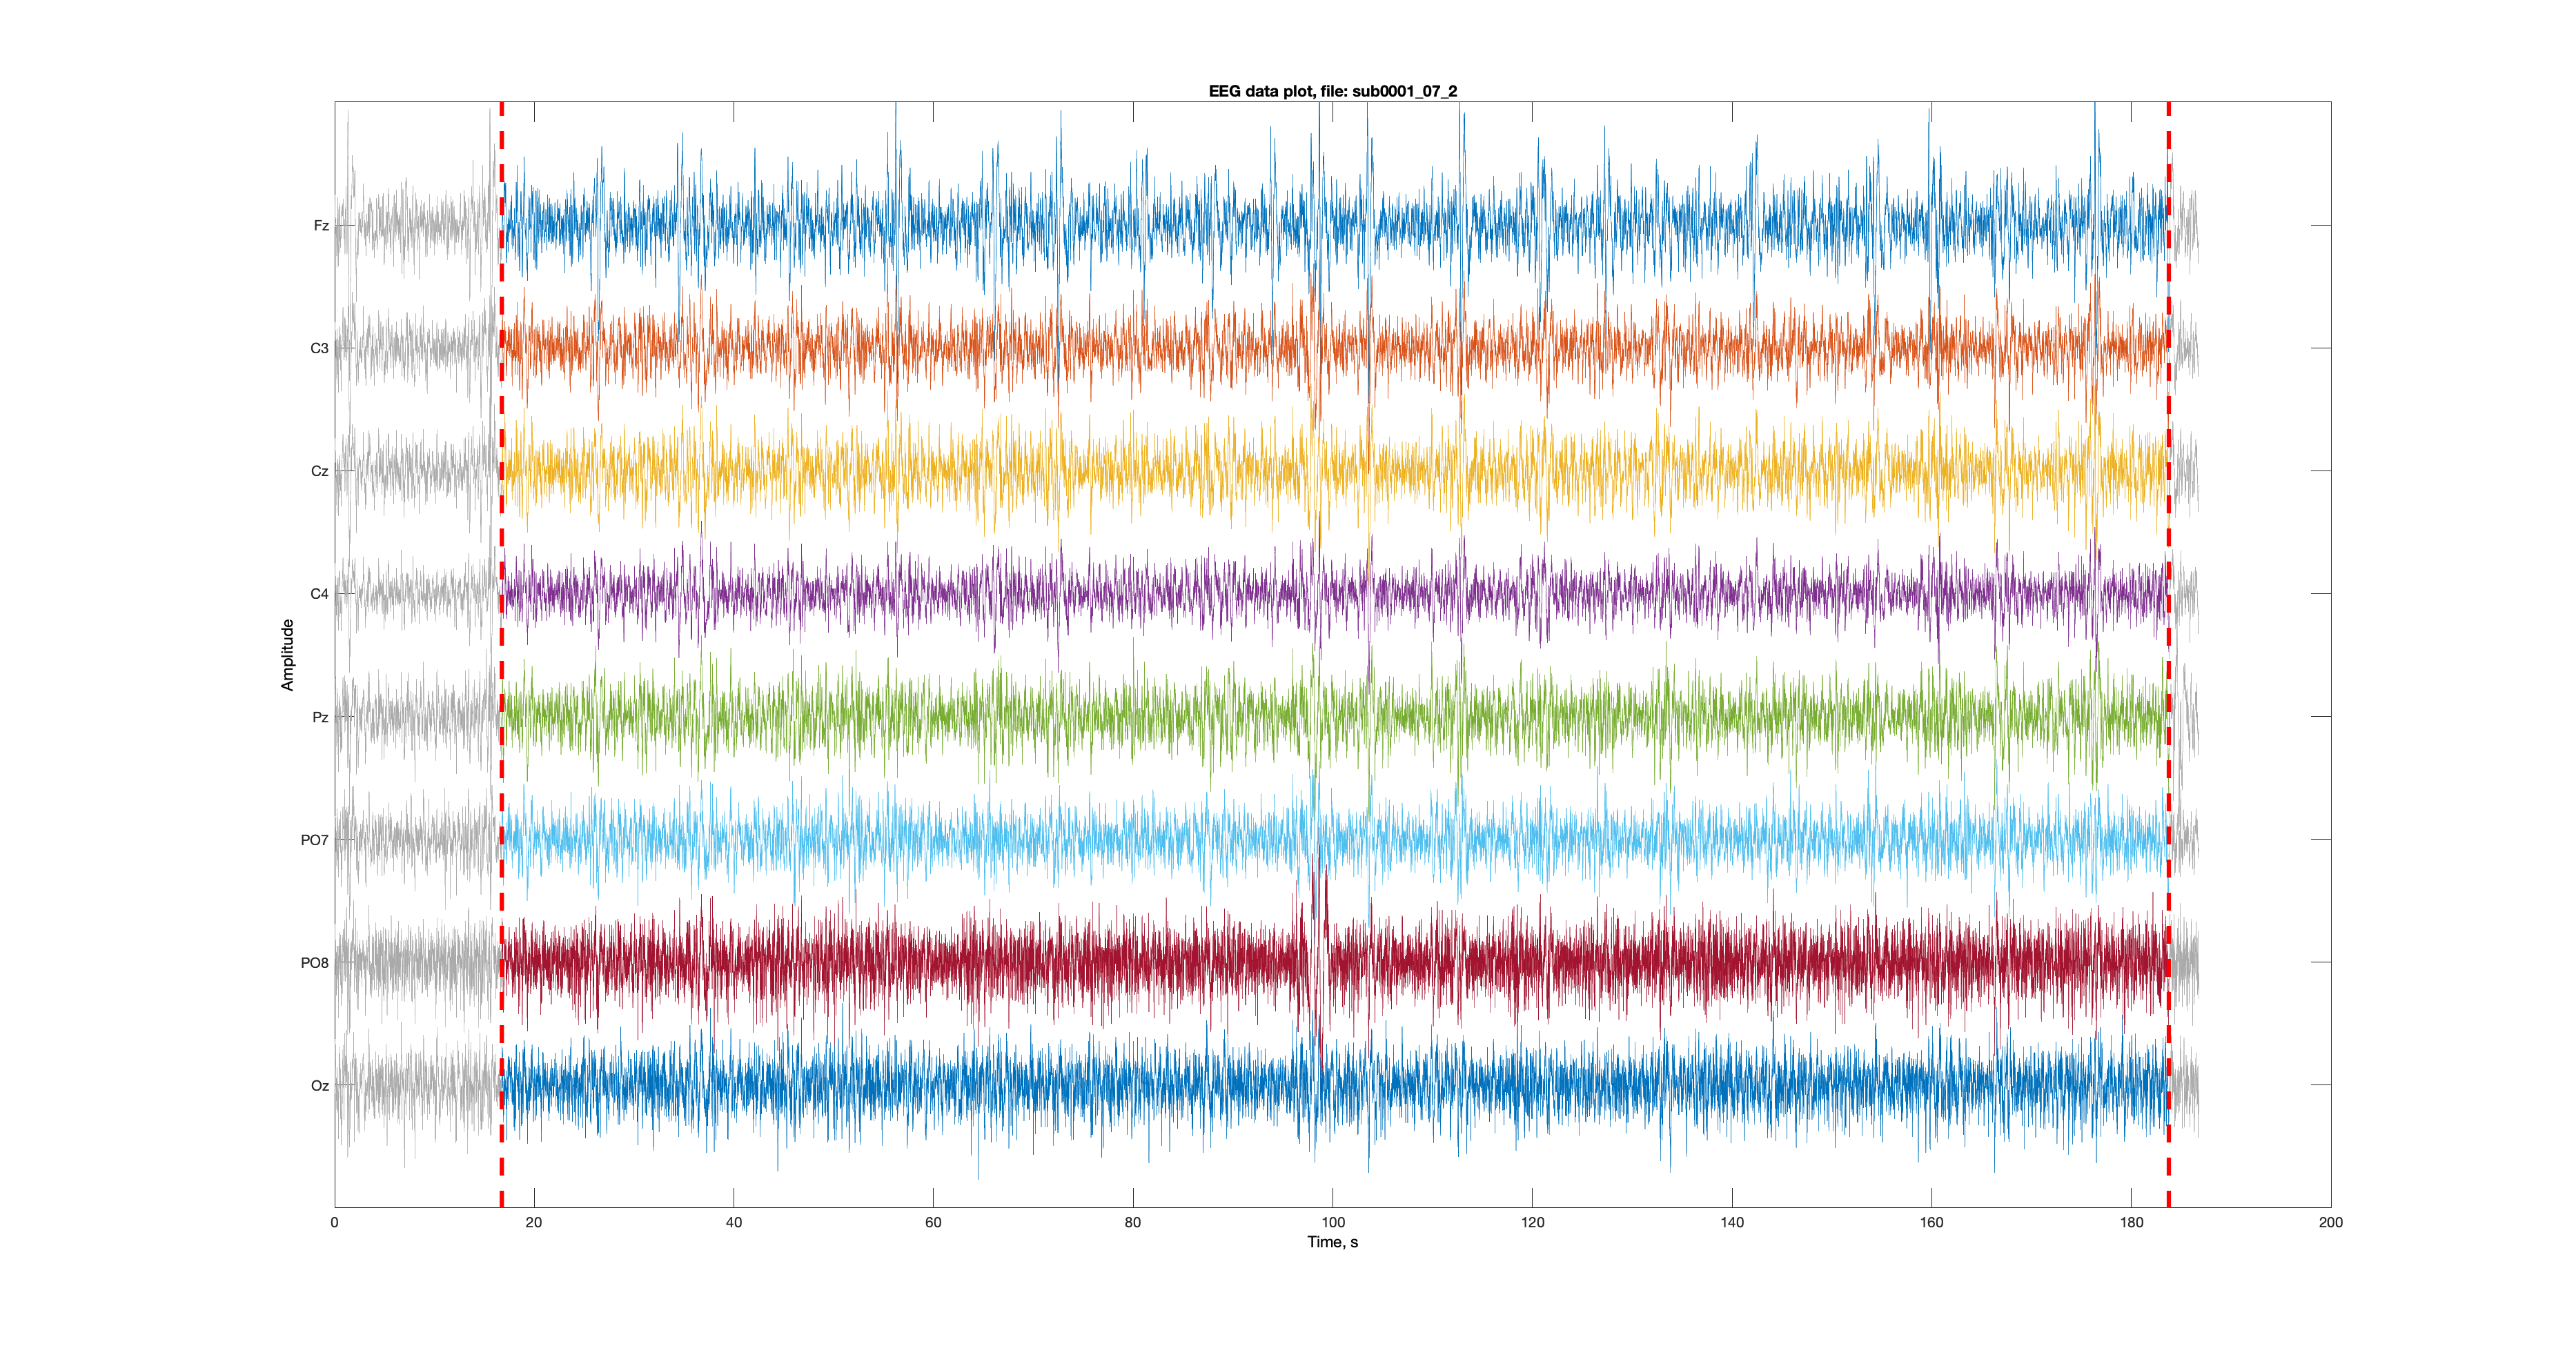 EEG data plot, file: sub0001_07_2
Fz
C3
Cz
C4
Pz
PO7
PO8
Oz
Amplitude
0 20 40 60 80 100 120 140 160 180 200
Time, s